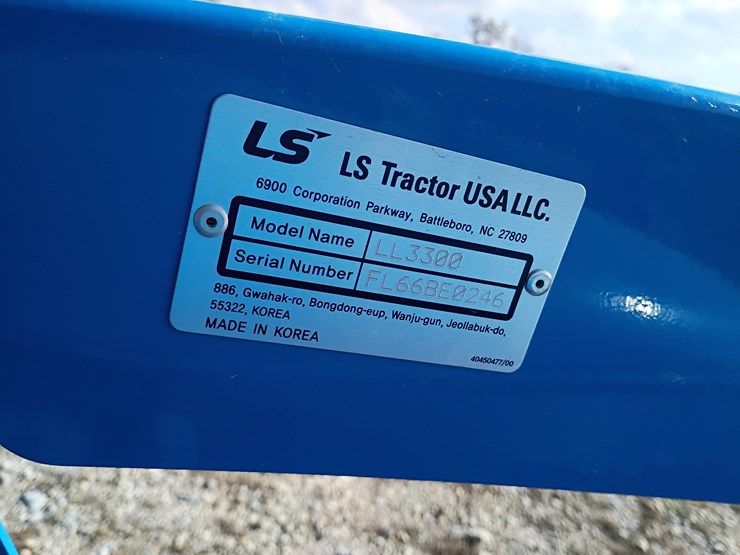 LS LS Tractor USA LLC.
6900 Corporation Parkway, Battleboro, NC 27809
Model Name LL3300
Serial Number FL66BE0246
886, Gwahak-ro, Bongdong-eup, Wanju-gun, Jeollabuk-do,
55322, KOREA
MADE IN KOREA
40450477/00